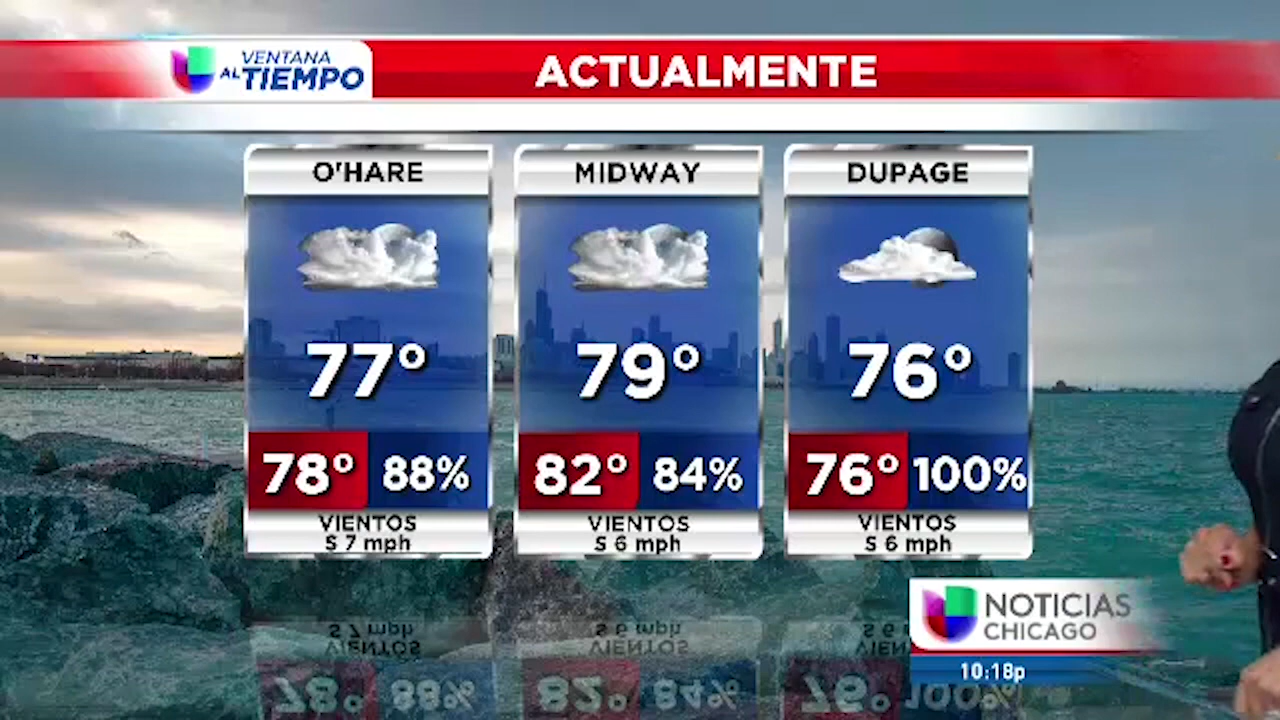 VENTANA
AL TIEMPO
ACTUALMENTE
O'HARE
77°
78° 88%
VIENTOS
S 7 mph
MIDWAY
79°
82° 84%
VIENTOS
S 6 mph
DUPAGE
76°
76° 100%
VIENTOS
S 6 mph
NOTICIAS
CHICAGO
10:18p